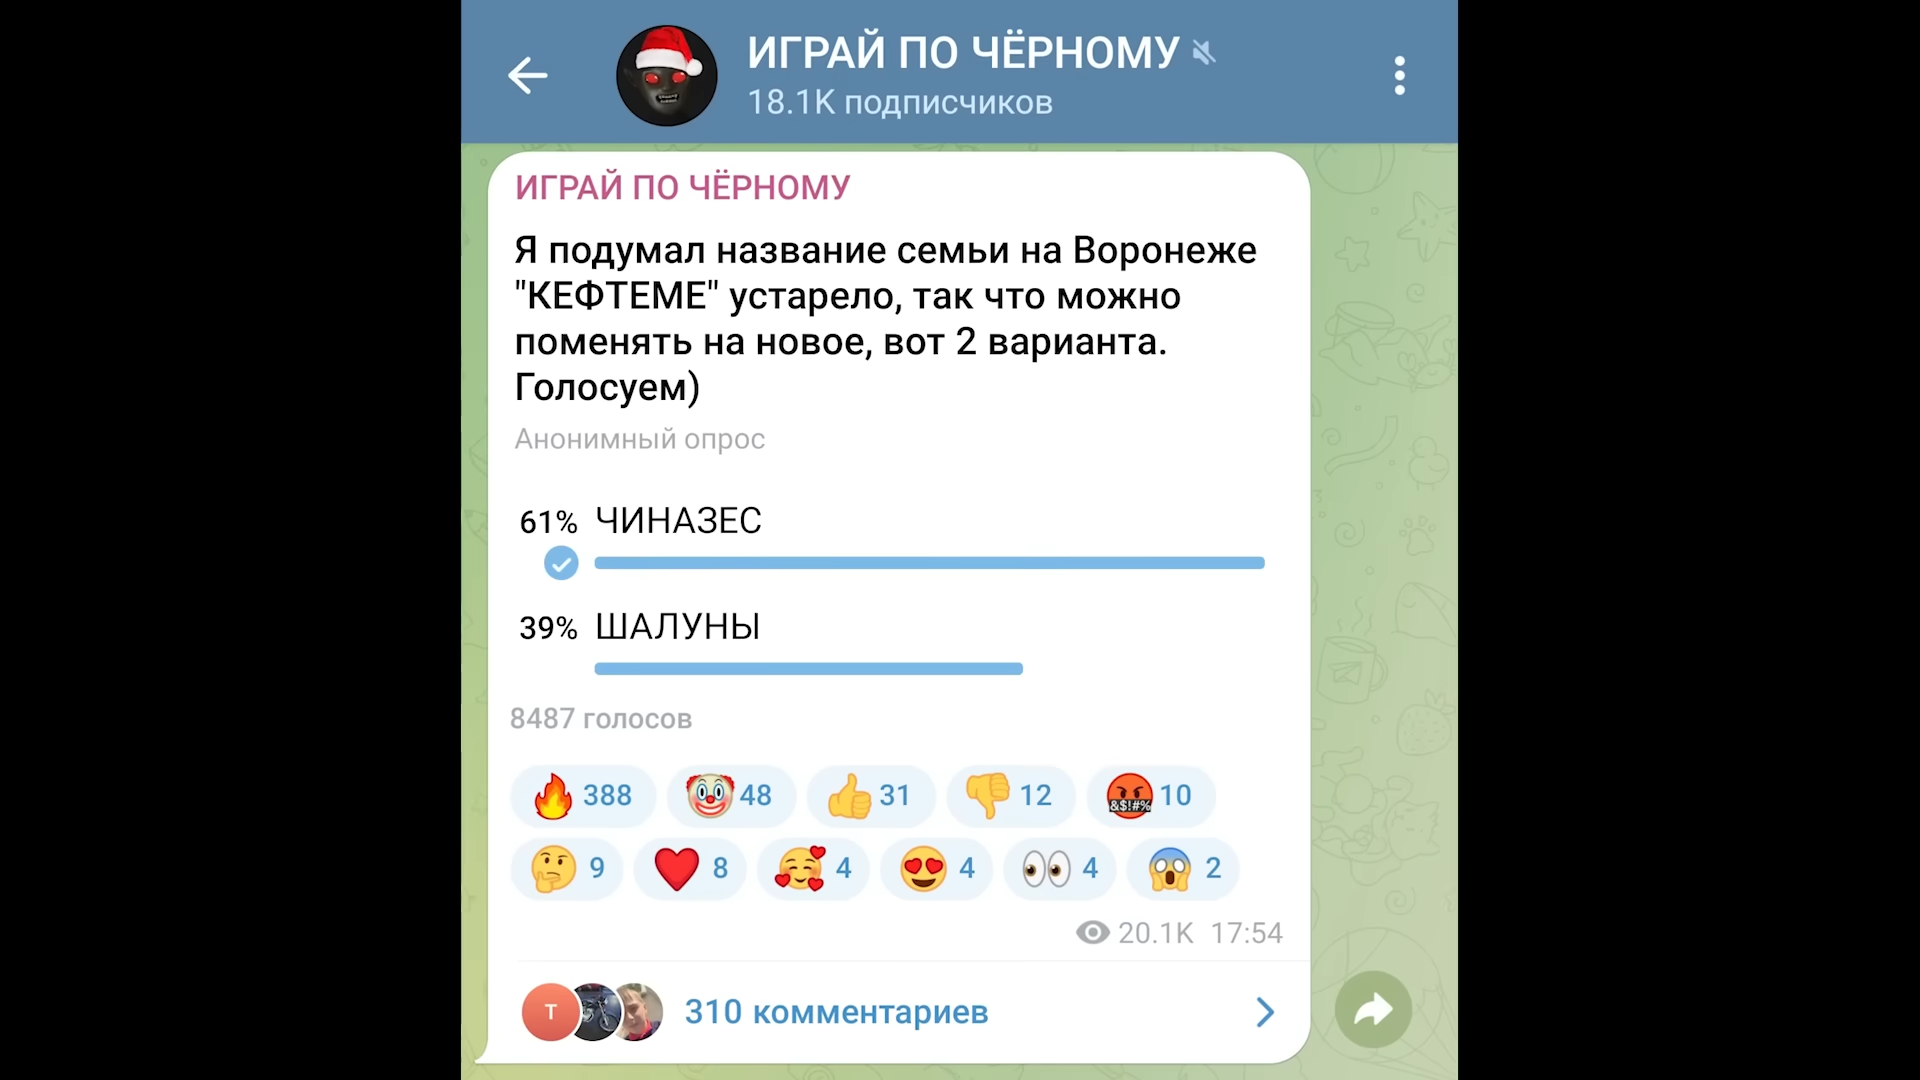 ИГРАЙ ПО ЧЁРНОМУ
18.1K подписчиков
ИГРАЙ ПО ЧЁРНОМУ
Я подумал название семьи на Воронеже
"КЕФТЕМЕ" устарело, так что можно
поменять на новое, вот 2 варианта.
Голосуем)
Анонимный опрос
61% ЧИНАЗЕС
39% ШАЛУНЫ
8487 голосов
388 48 31 12 &$!#% 10
9 8 4 4 4 2
20.1K 17:54
Т 310 комментариев